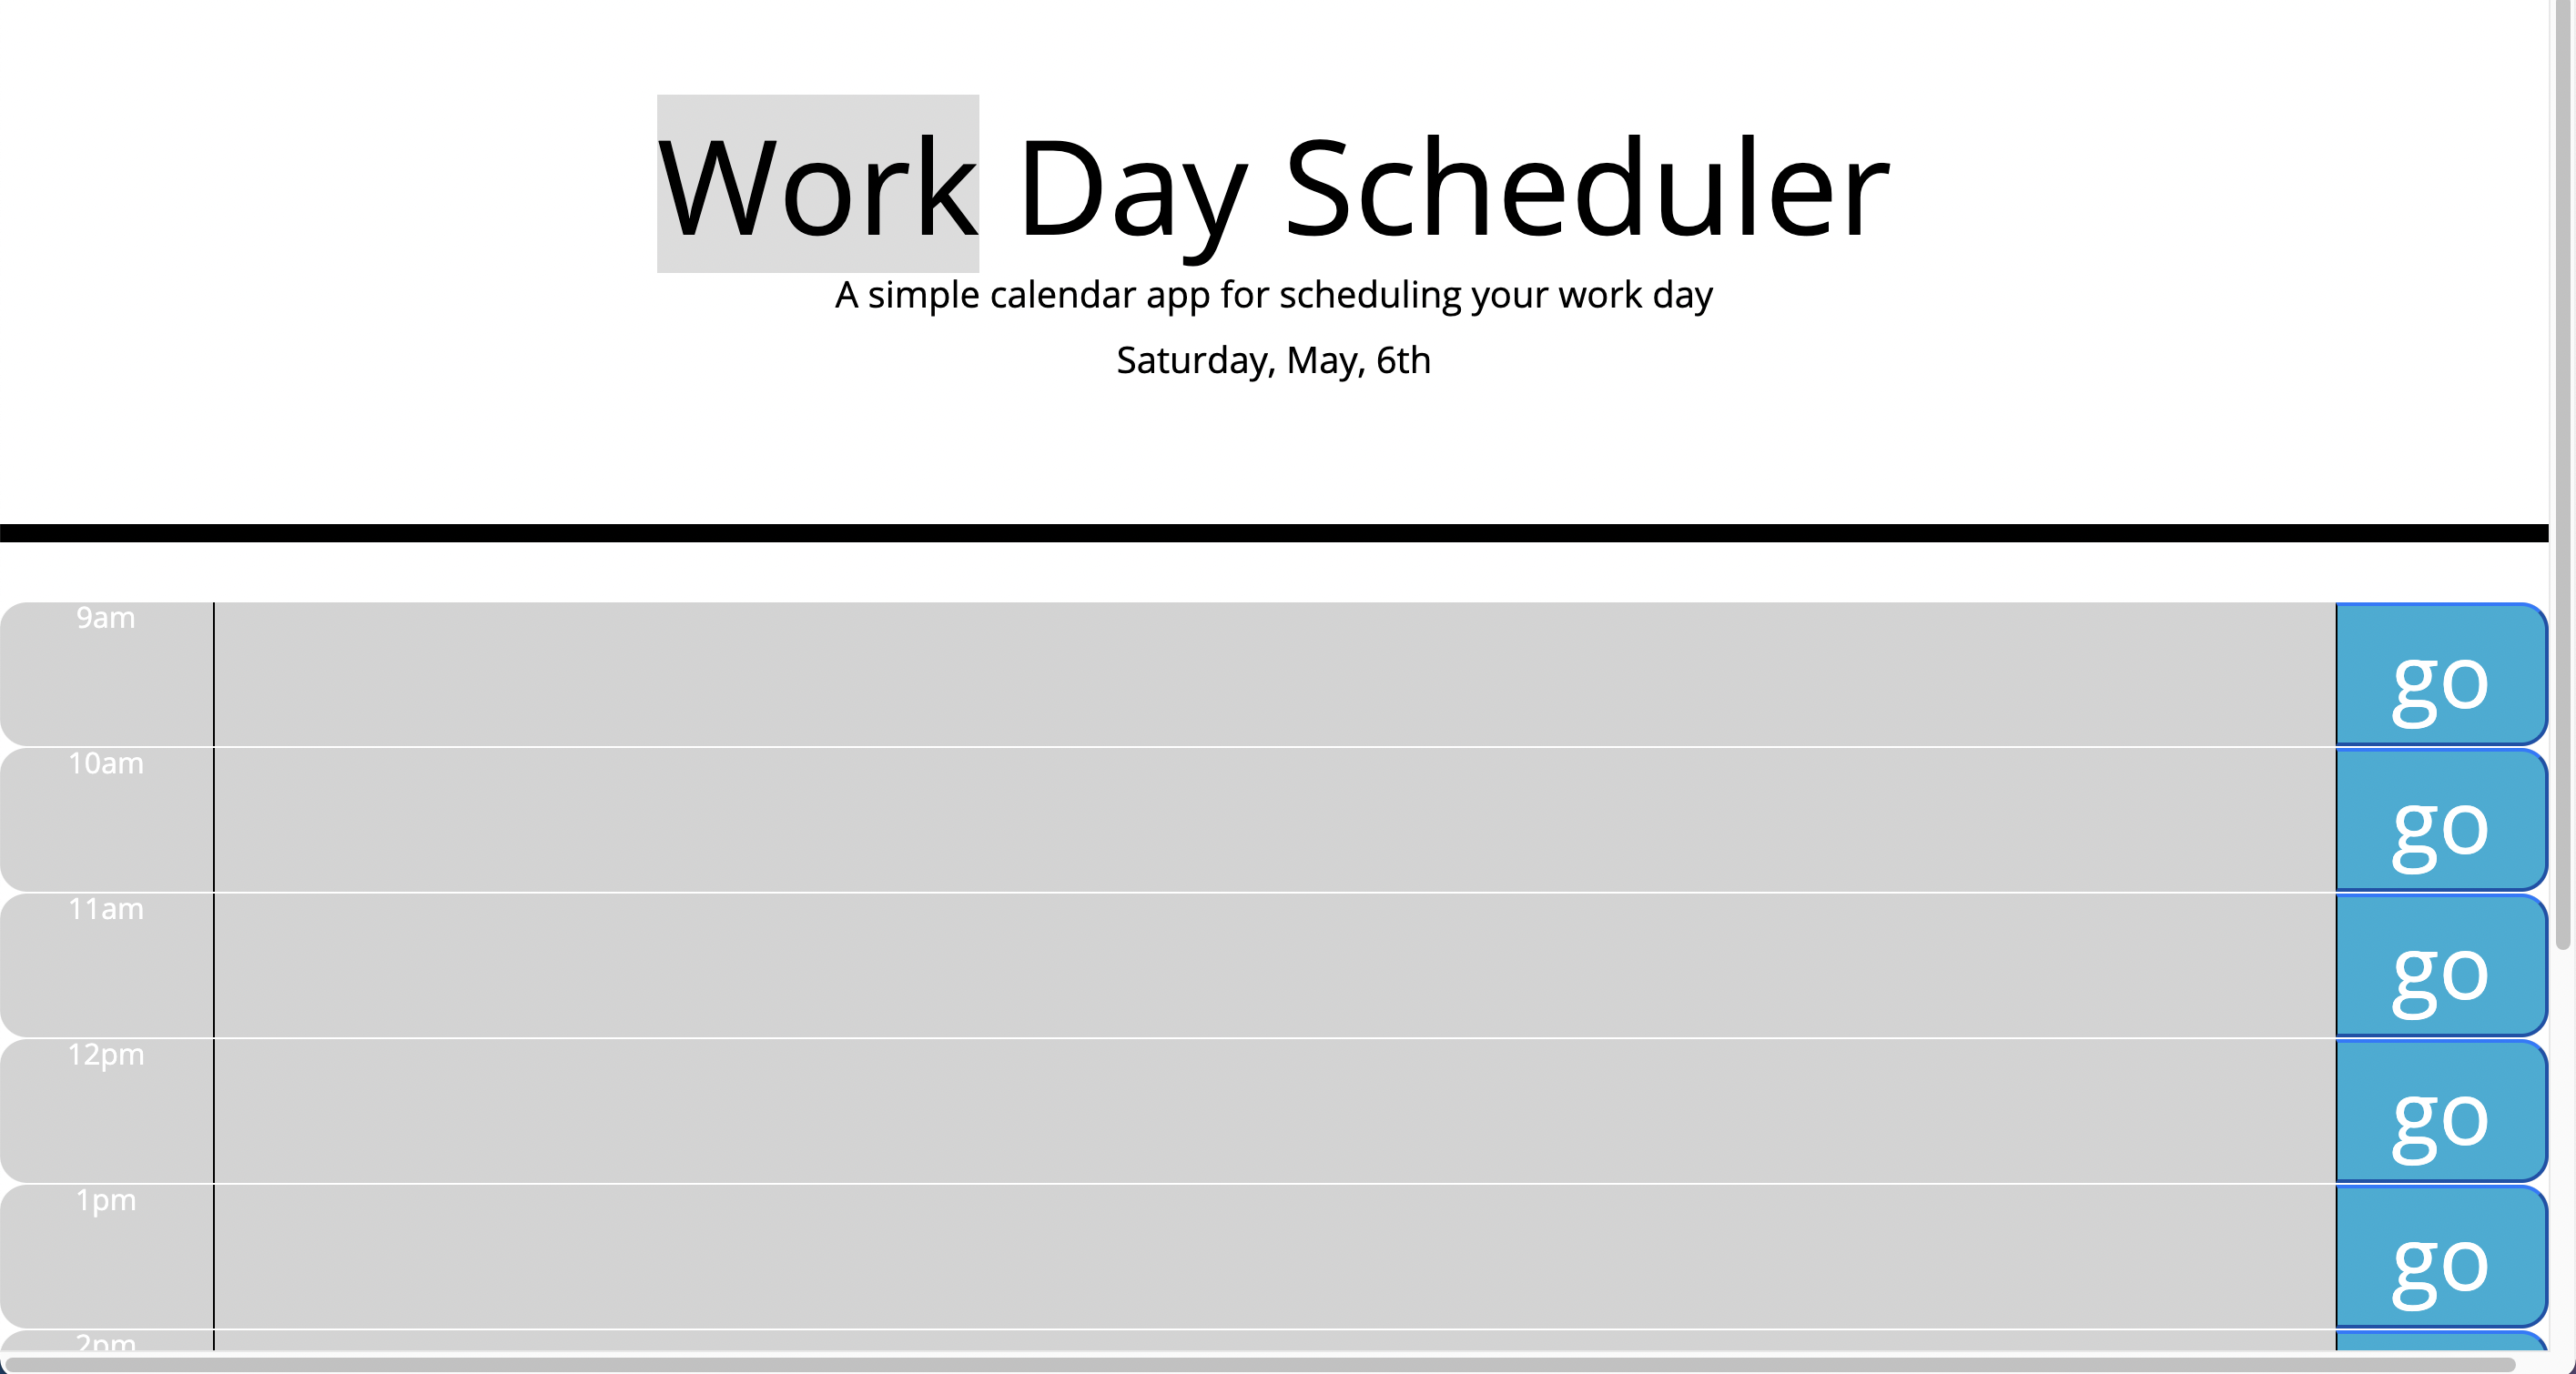 Work Day Scheduler
A simple calendar app for scheduling your work day
Saturday, May, 6th
9am
go
10am
go
11am
go
12pm
go
1pm
go
2pm